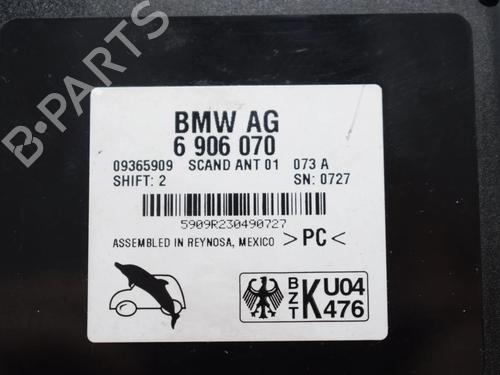 BMW AG
6 906 070
09365909 SCAND ANT 01 073 A
SHIFT: 2 SN: 0727
5909R230490727
ASSEMBLED IN REYNOSA, MEXICO >PC<
BZT K U04 476
B-PARTS